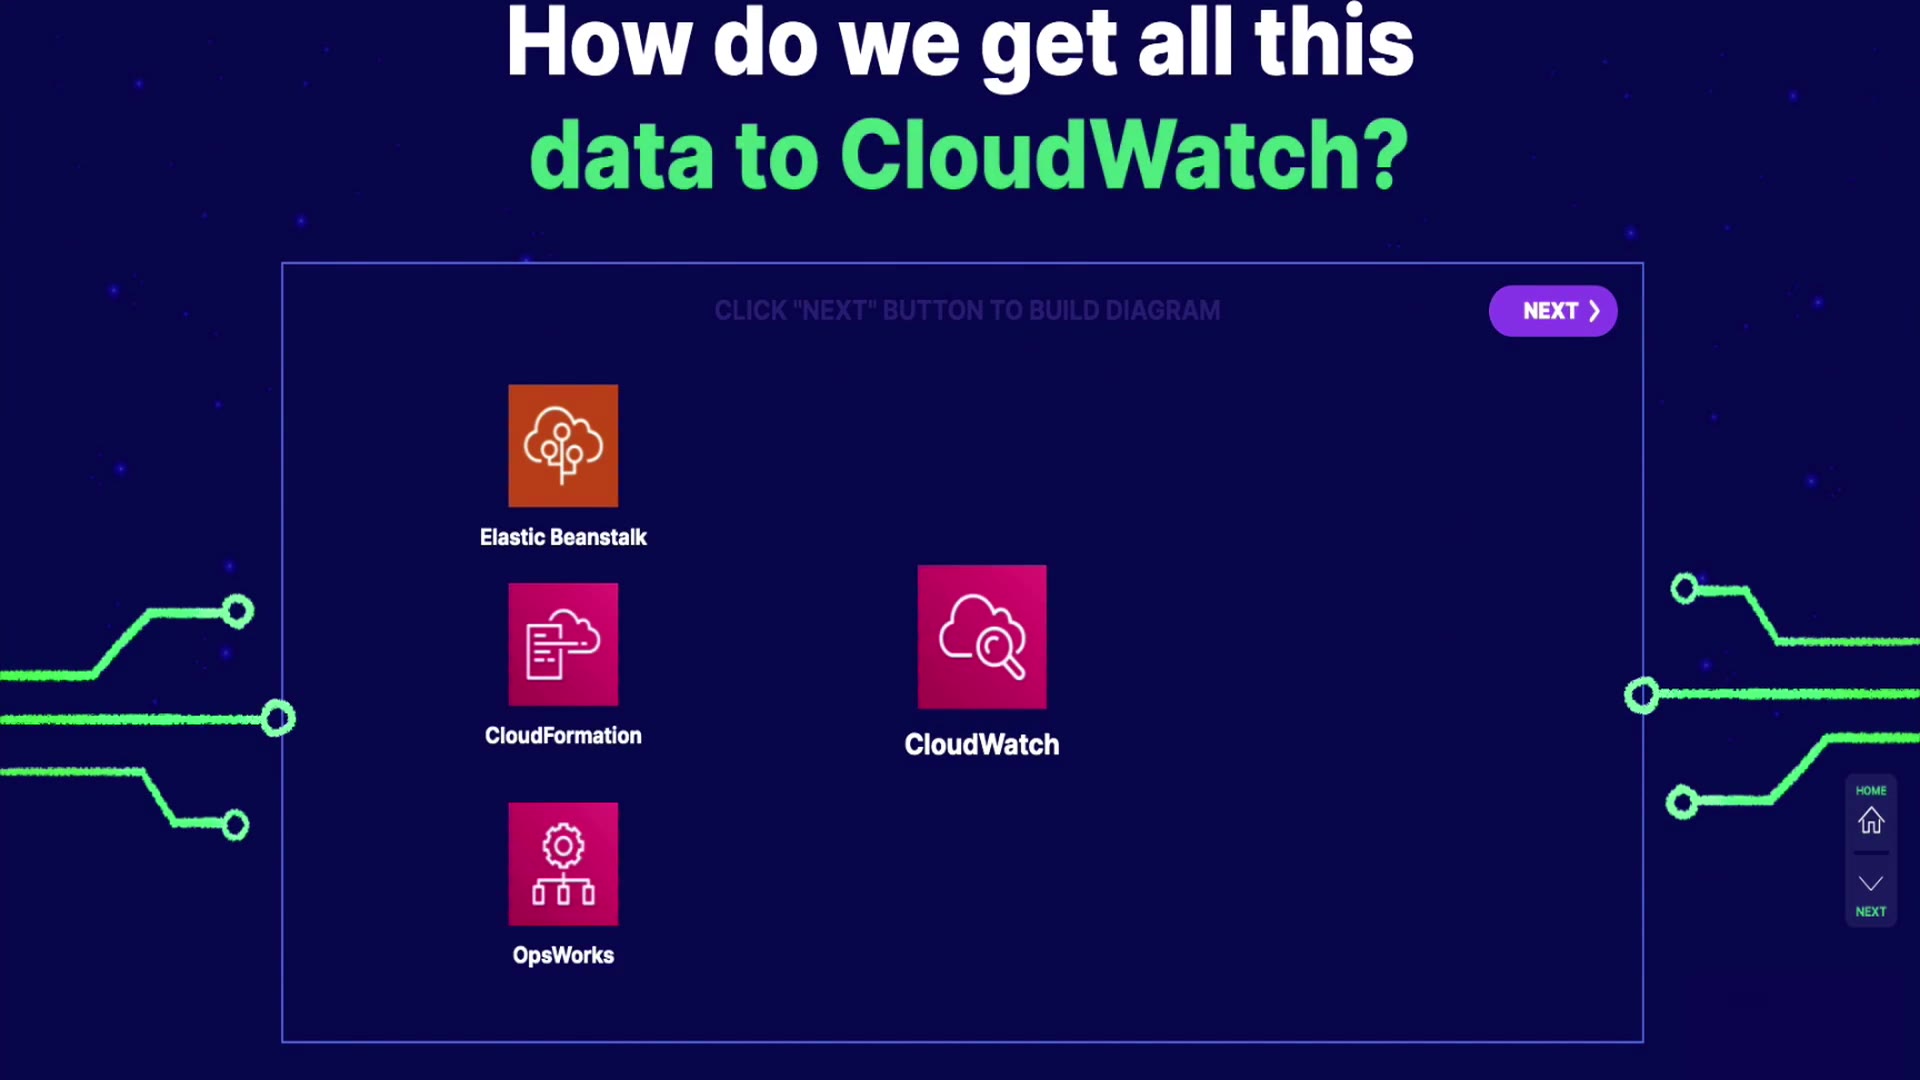 How do we get all this
data to CloudWatch?
CLICK "NEXT" BUTTON TO BUILD DIAGRAM
NEXT
Elastic Beanstalk
CloudFormation
CloudWatch
OpsWorks
HOME
NEXT